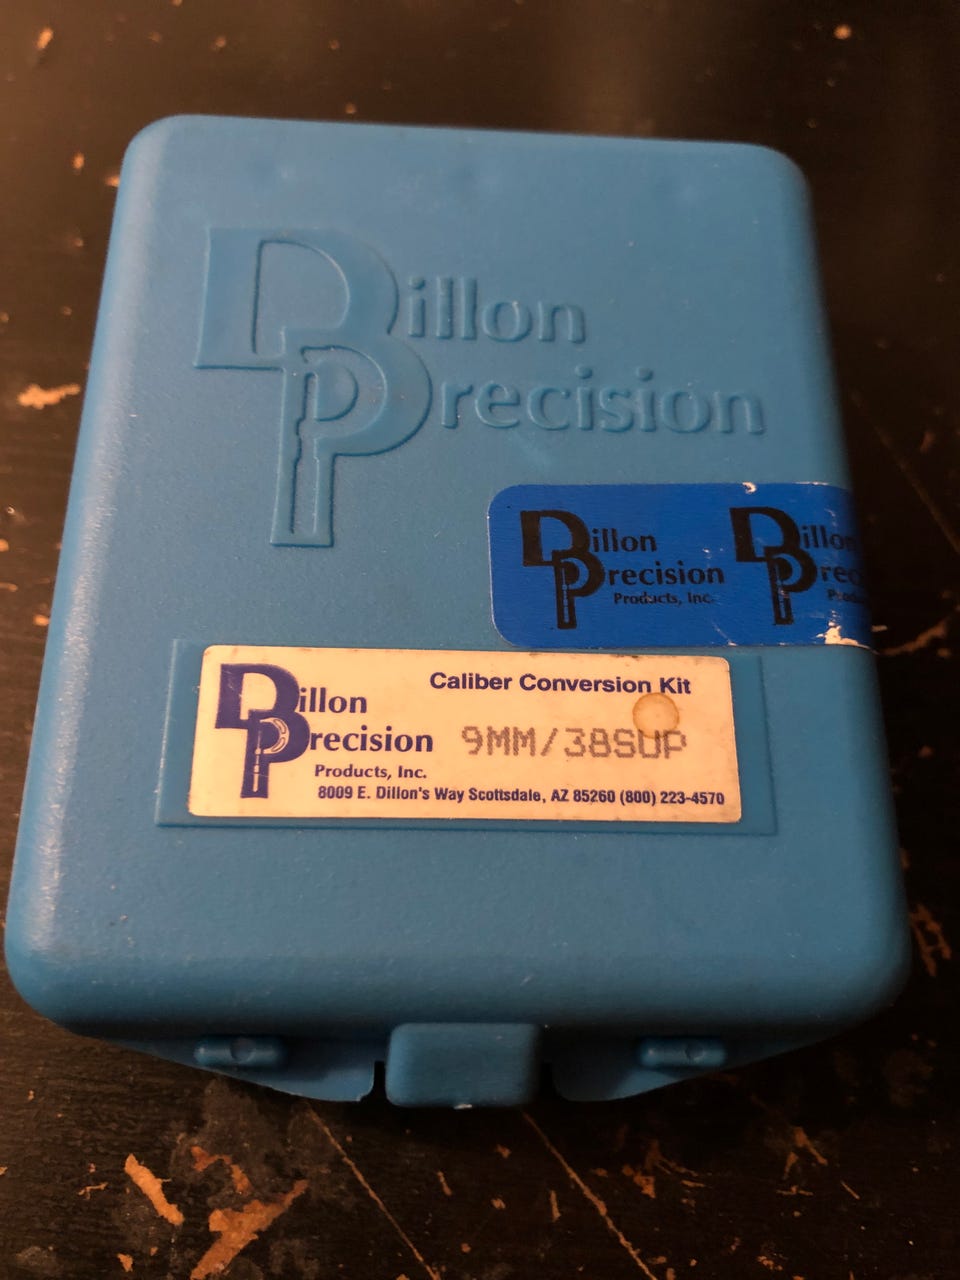 Dillon
Precision
Dillon Dillon
Precision
Products, Inc.
Dillon
Precision
Products, Inc.
Caliber Conversion Kit
9MM/38SUP
8009 E. Dillon's Way Scottsdale, AZ 85260 (800) 223-4570